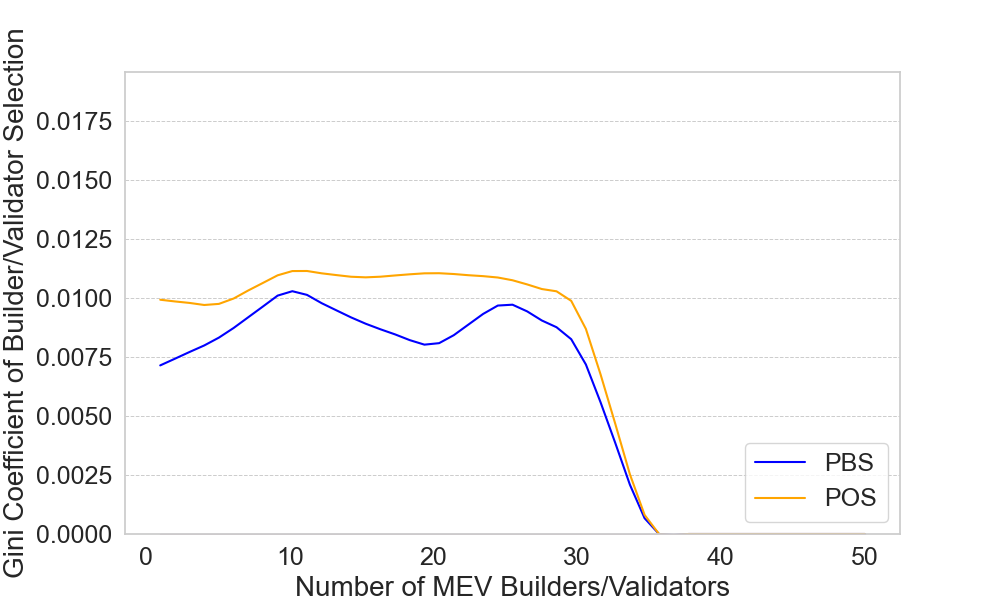 Gini Coefficient of Builder/Validator Selection
0.0175
0.0150
0.0125
0.0100
0.0075
0.0050
0.0025
0.0000
PBS
POS
0 10 20 30 40 50
Number of MEV Builders/Validators